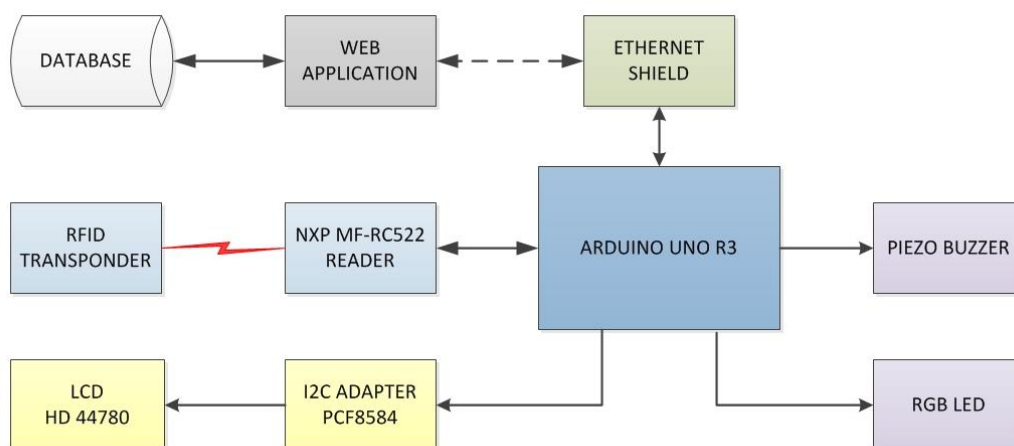 DATABASE
WEB
APPLICATION
ETHERNET
SHIELD
RFID
TRANSPONDER
NXP MF-RC522
READER
ARDUINO UNO R3
PIEZO BUZZER
LCD
HD 44780
I2C ADAPTER
PCF8584
RGB LED